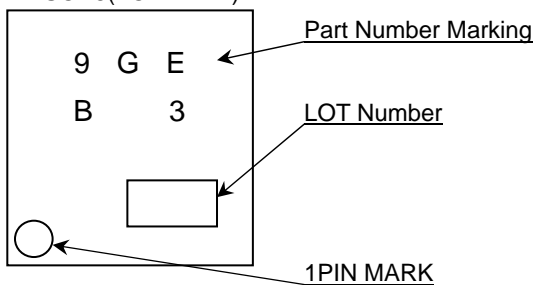 Part Number Marking
9 G E
B 3
LOT Number
1PIN MARK